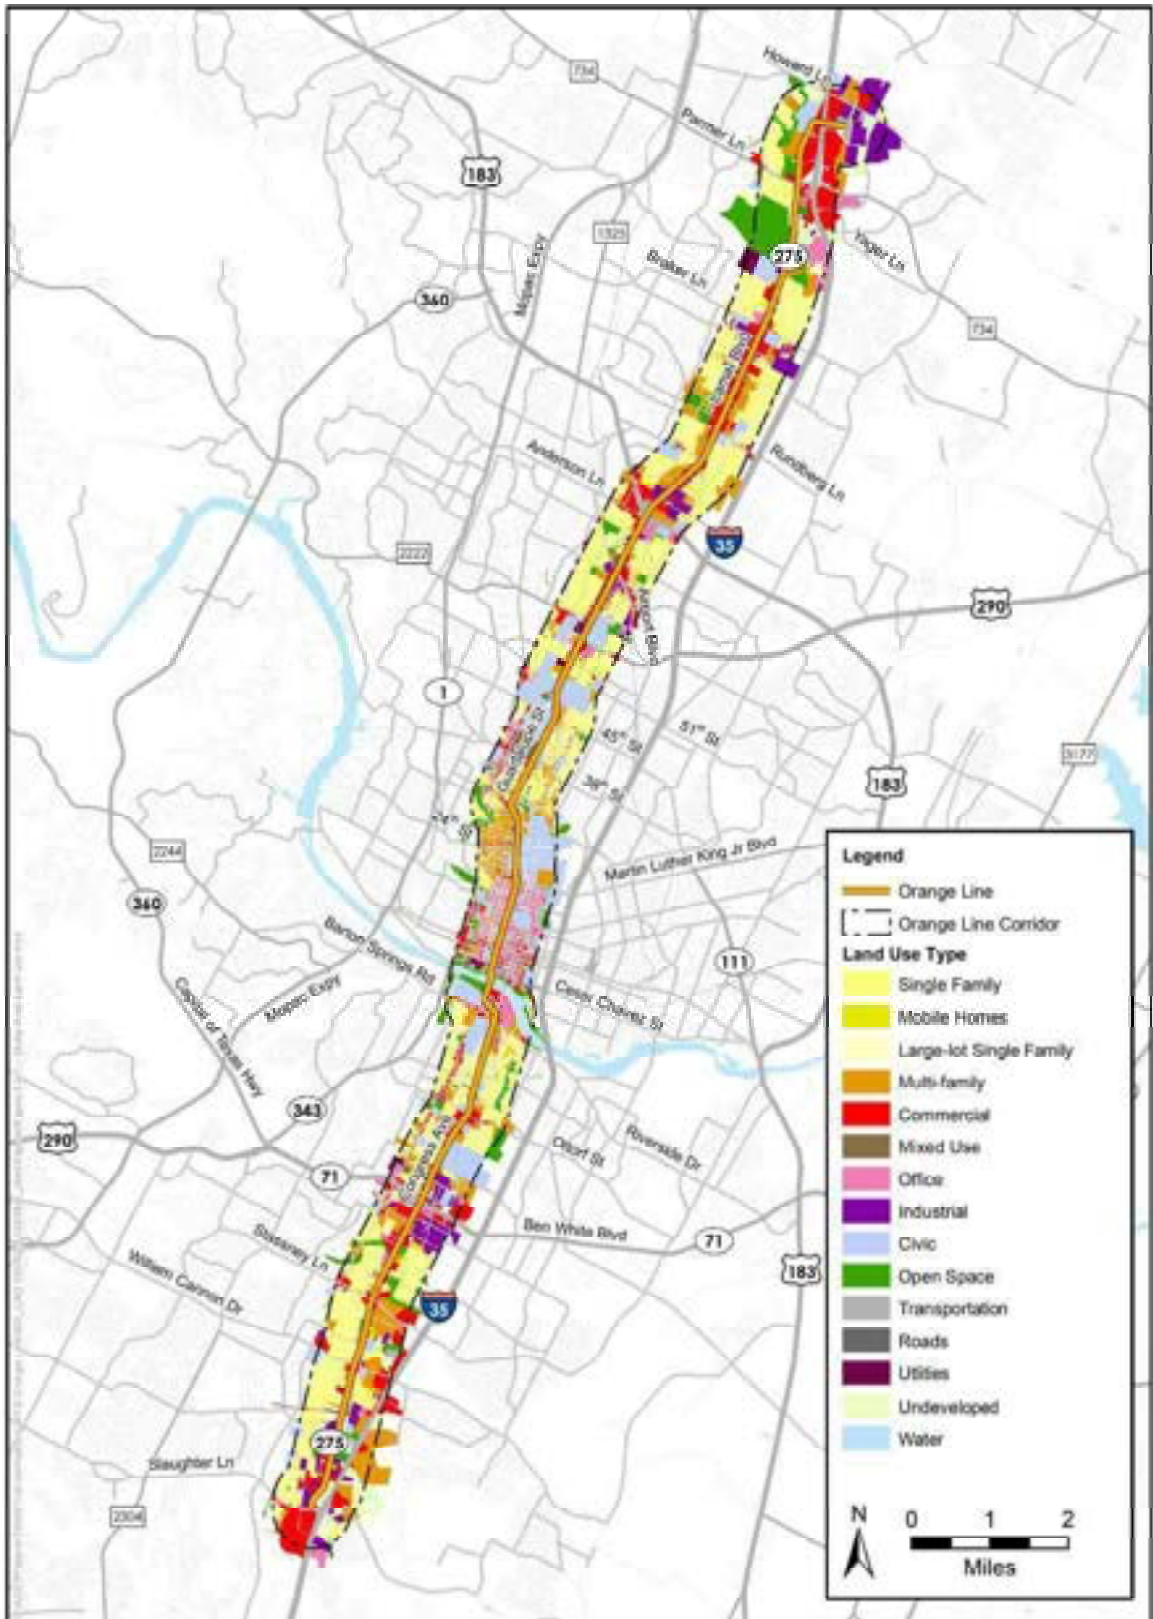 Howard Ln
734
Parmer Ln
183
1325
Mopac Expy
Yager Ln
275
Braker Ln
360
734
Lamar Blvd
Anderson Ln
Rundberg Ln
35
2222
290
Airport Blvd
1
Guadalupe St
45th St
51st St
3177
38th St
183
24th St
Martin Luther King Jr Blvd
2244
360
Barton Springs Rd
111
Capital of Texas Hwy
Mopac Expy
Cesar Chavez St
343
290
Congress Ave
Oltorf St
Riverside Dr
71
Ben White Blvd
71
Stassney Ln
William Cannon Dr
183
35
275
Slaughter Ln
2304
Legend
Orange Line
Orange Line Corridor
Land Use Type
Single Family
Mobile Homes
Large-lot Single Family
Multi-family
Commercial
Mixed Use
Office
Industrial
Civic
Open Space
Transportation
Roads
Utilities
Undeveloped
Water
N
0 1 2
Miles